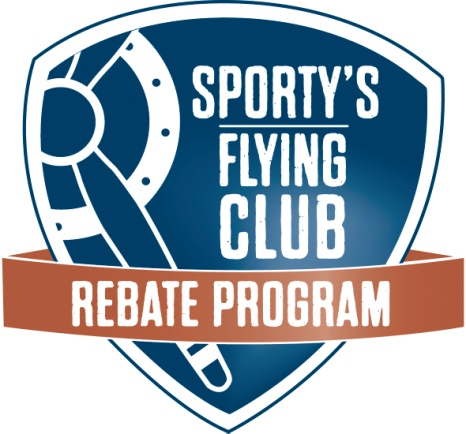 SPORTY'S
FLYING
CLUB
REBATE PROGRAM